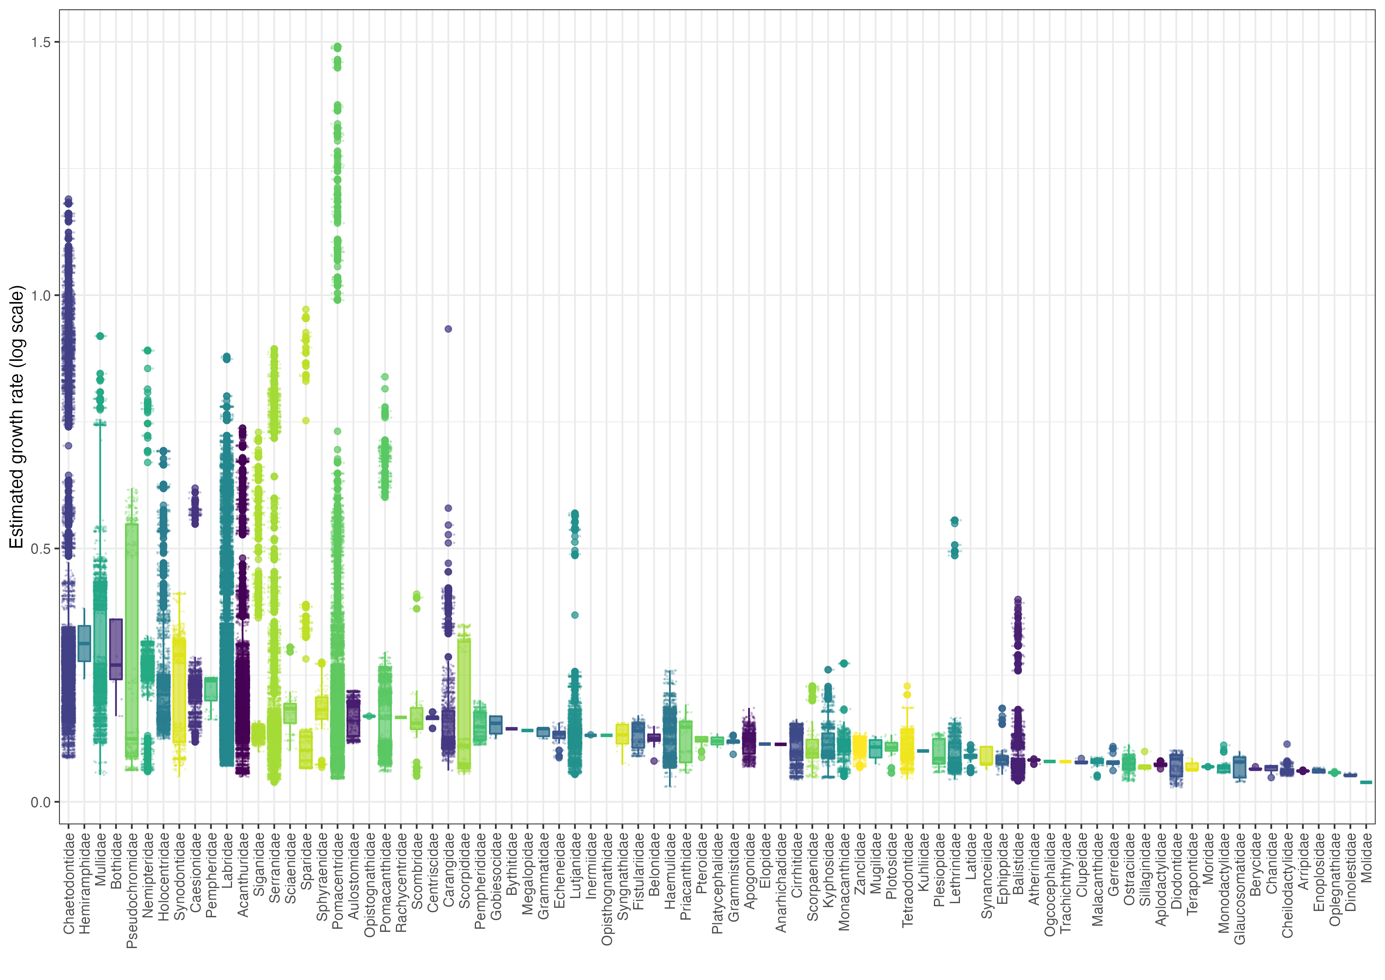 Estimated growth rate (log scale)
1.5
1.0
0.5
0.0
Chaetodontidae
Hemiramphidae
Mullidae
Bothidae
Pseudochromidae
Nemipteridae
Holocentridae
Synodontidae
Caesionidae
Pempheridae
Labridae
Acanthuridae
Siganidae
Serranidae
Sciaenidae
Sparidae
Sphyraenidae
Pomacentridae
Aulostomidae
Opistognathidae
Pomacanthidae
Rachycentridae
Scombridae
Centriscidae
Carangidae
Scorpididae
Pempherididae
Gobiesocidae
Bythitidae
Megalopidae
Grammatidae
Echeneidae
Lutjanidae
Inermiidae
Opisthognathidae
Syngnathidae
Fistulariidae
Belonidae
Haemulidae
Priacanthidae
Pteroidae
Platycephalidae
Grammistidae
Apogonidae
Elopidae
Anarhichadidae
Cirrhitidae
Scorpaenidae
Kyphosidae
Monacanthidae
Zanclidae
Mugilidae
Plotosidae
Tetraodontidae
Kuhliidae
Plesiopidae
Lethrinidae
Latidae
Synanceiidae
Ephippidae
Balistidae
Atherinidae
Ogcocephalidae
Trachichthyidae
Clupeidae
Malacanthidae
Gerreidae
Ostraciidae
Sillaginidae
Aplodactylidae
Diodontidae
Terapontidae
Moridae
Monodactylidae
Glaucosomatidae
Berycidae
Chanidae
Cheilodactylidae
Arripidae
Enoplosidae
Oplegnathidae
Dinolestidae
Molidae